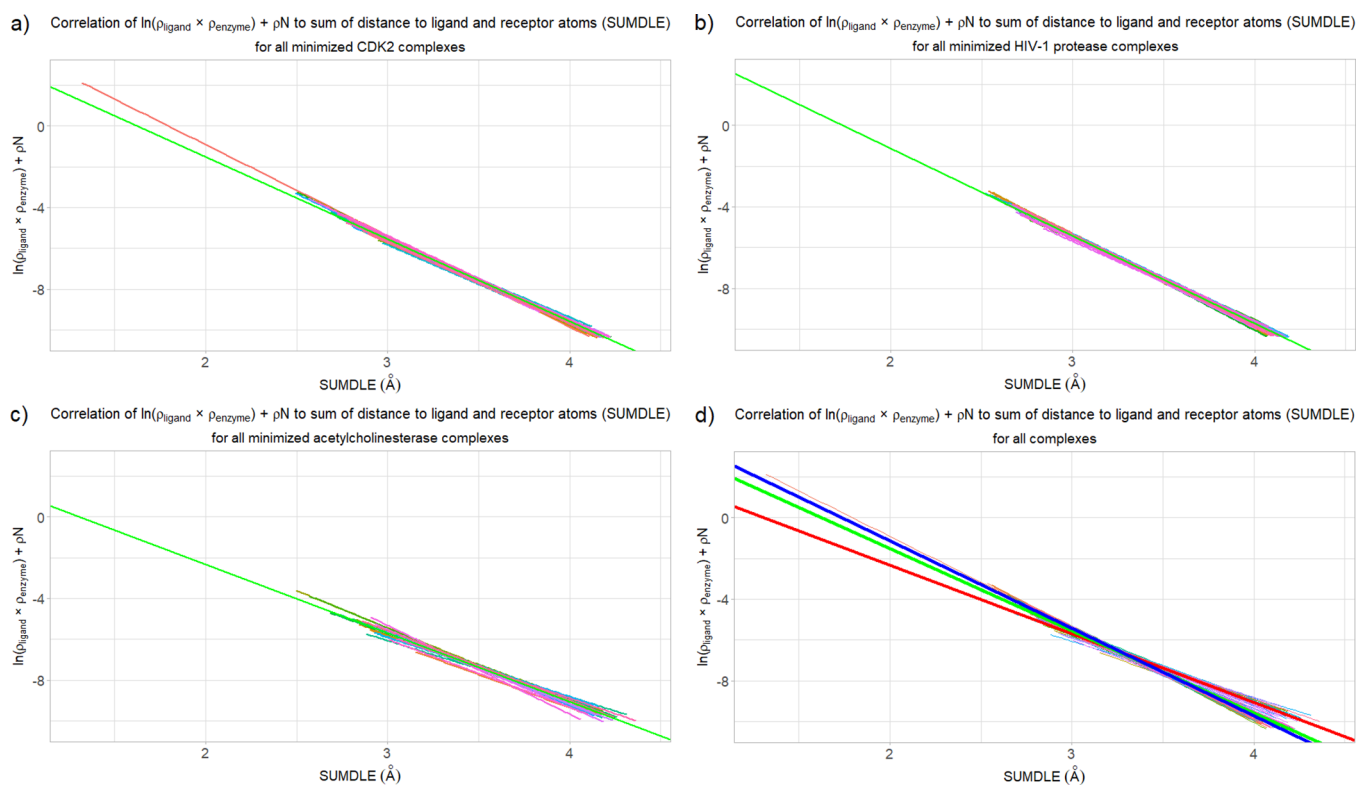 a) Correlation of ln(ρligand × ρenzyme) + ρN to sum of distance to ligand and receptor atoms (SUMDLE)
for all minimized CDK2 complexes
ln(ρligand × ρenzyme) + ρN
0
-4
-8
2 3 4
SUMDLE (Å)
b) Correlation of ln(ρligand × ρenzyme) + ρN to sum of distance to ligand and receptor atoms (SUMDLE)
for all minimized HIV-1 protease complexes
ln(ρligand × ρenzyme) + ρN
0
-4
-8
2 3 4
SUMDLE (Å)
c) Correlation of ln(ρligand × ρenzyme) + ρN to sum of distance to ligand and receptor atoms (SUMDLE)
for all minimized acetylcholinesterase complexes
ln(ρligand × ρenzyme) + ρN
0
-4
-8
2 3 4
SUMDLE (Å)
d) Correlation of ln(ρligand × ρenzyme) + ρN to sum of distance to ligand and receptor atoms (SUMDLE)
for all complexes
ln(ρligand × ρenzyme) + ρN
0
-4
-8
2 3 4
SUMDLE (Å)